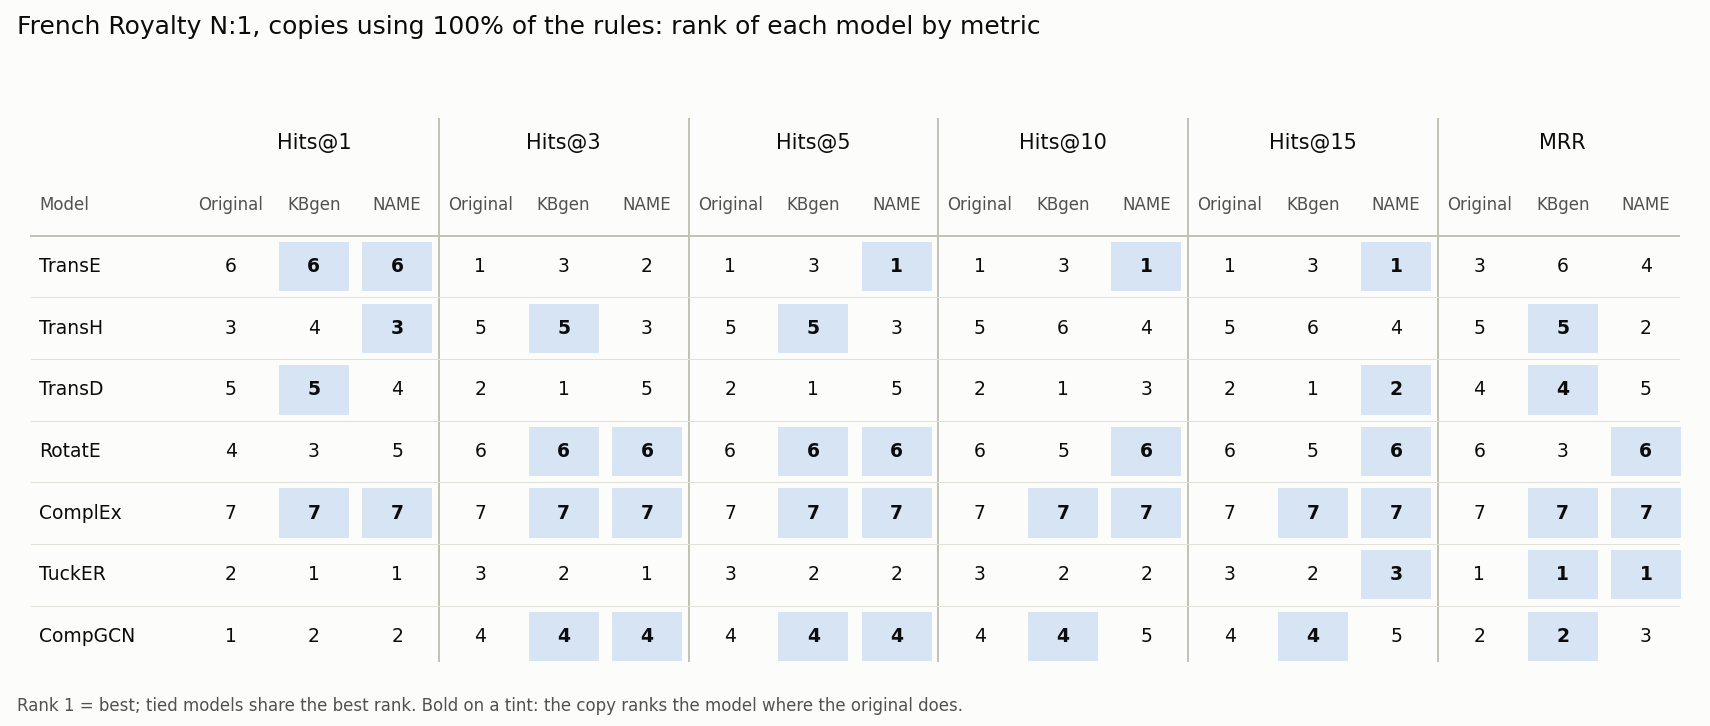 French Royalty N:1, copies using 100% of the rules: rank of each model by metric
Hits@1 Hits@3 Hits@5 Hits@10 Hits@15 MRR
Model Original KBgen NAME Original KBgen NAME Original KBgen NAME Original KBgen NAME Original KBgen NAME Original KBgen NAME
TransE 6 6 6 1 3 2 1 3 1 1 3 1 1 3 1 3 6 4
TransH 3 4 3 5 5 3 5 5 3 5 6 4 5 6 4 5 5 2
TransD 5 5 4 2 1 5 2 1 5 2 1 3 2 1 2 4 4 5
RotatE 4 3 5 6 6 6 6 6 6 6 5 6 6 5 6 6 3 6
ComplEx 7 7 7 7 7 7 7 7 7 7 7 7 7 7 7 7 7 7
TuckER 2 1 1 3 2 1 3 2 2 3 2 2 3 2 3 1 1 1
CompGCN 1 2 2 4 4 4 4 4 4 4 4 5 4 4 5 2 2 3
Rank 1 = best; tied models share the best rank. Bold on a tint: the copy ranks the model where the original does.